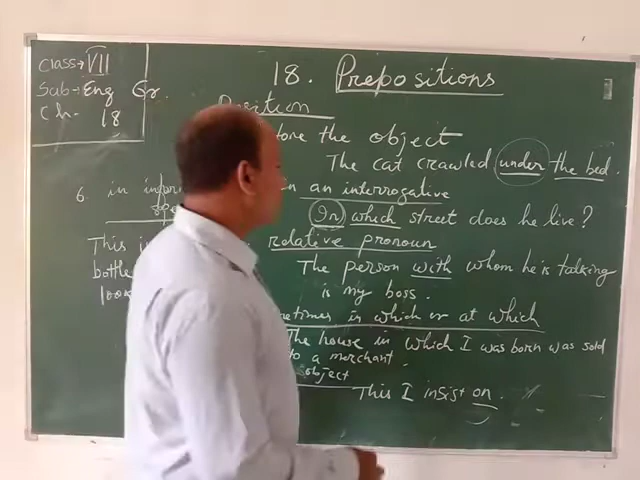 Class→ VII
Sub→ Eng Gr.
Ch- 18
18. Prepositions
Position
the object
The cat crawled under the bed.
an interrogative
In which street does he live?
relative pronoun
The person with whom he is talking
is my boss.
in which or at which
The house in which I was born was sold
to a merchant.
object
This I insist on.
6. in
This
bottle
look